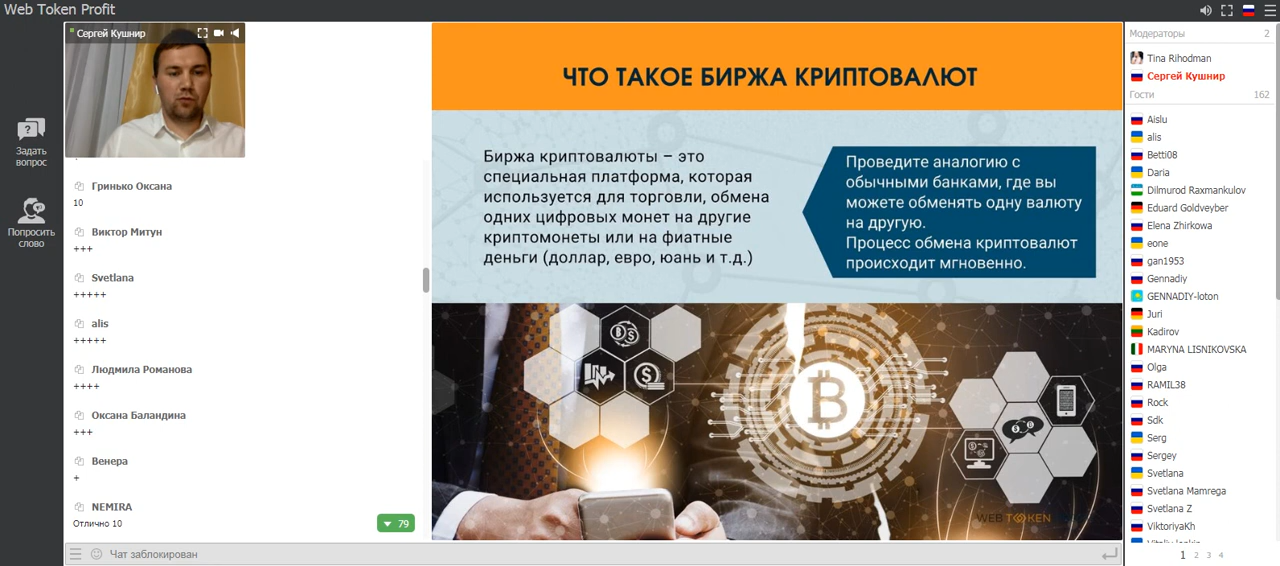 Web Token Profit
Сергей Кушнир
Задать
вопрос
Попросить
слово
Гринько Оксана
10
Виктор Митун
+++
Svetlana
+++++
alis
+++++
Людмила Романова
++++
Оксана Баландина
+++
Венера
+
NEMIRA
Отлично 10
79
Чат заблокирован
ЧТО ТАКОЕ БИРЖА КРИПТОВАЛЮТ
Биржа криптовалюты – это
специальная платформа, которая
используется для торговли, обмена
одних цифровых монет на другие
криптомонеты или на фиатные
деньги (доллар, евро, юань и т.д.)
Проведите аналогию с
обычными банками, где вы
можете обменять одну валюту
на другую.
Процесс обмена криптовалют
происходит мгновенно.
WEB TOKEN
Модераторы 2
Tina Rihodman
Сергей Кушнир
Гости 162
Aislu
alis
Betti08
Daria
Dilmurod Raxmankulov
Eduard Goldveyber
Elena Zhirkowa
eone
gan1953
Gennadiy
GENNADIY-loton
Juri
Kadirov
MARYNA LISNIKOVSKA
Olga
RAMIL38
Rock
Sdk
Serg
Sergey
Svetlana
Svetlana Mamrega
Svetlana Z
ViktoriyaKh
1 2 3 4